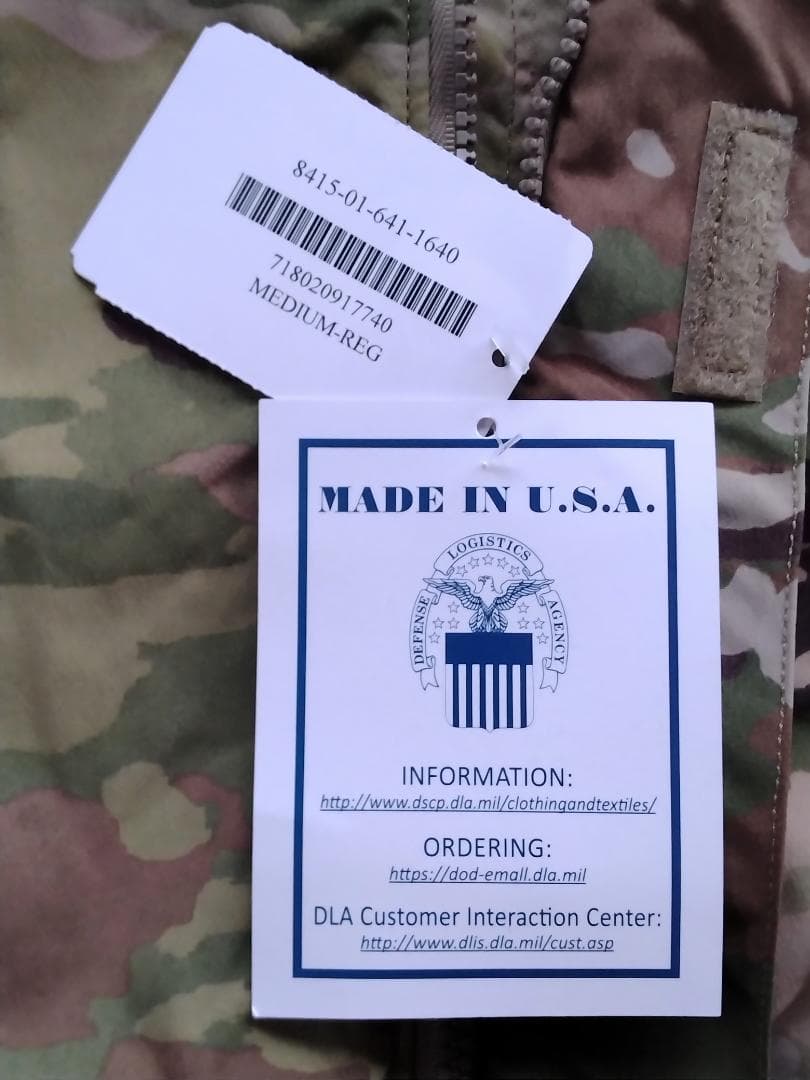 8415-01-641-1640
718020917740
MEDIUM-REG
MADE IN U.S.A.
DEFENSE LOGISTICS AGENCY
INFORMATION:
http://www.dscp.dla.mil/clothingandtextiles/
ORDERING:
https://dod-emall.dla.mil
DLA Customer Interaction Center:
http://www.dlis.dla.mil/cust.asp